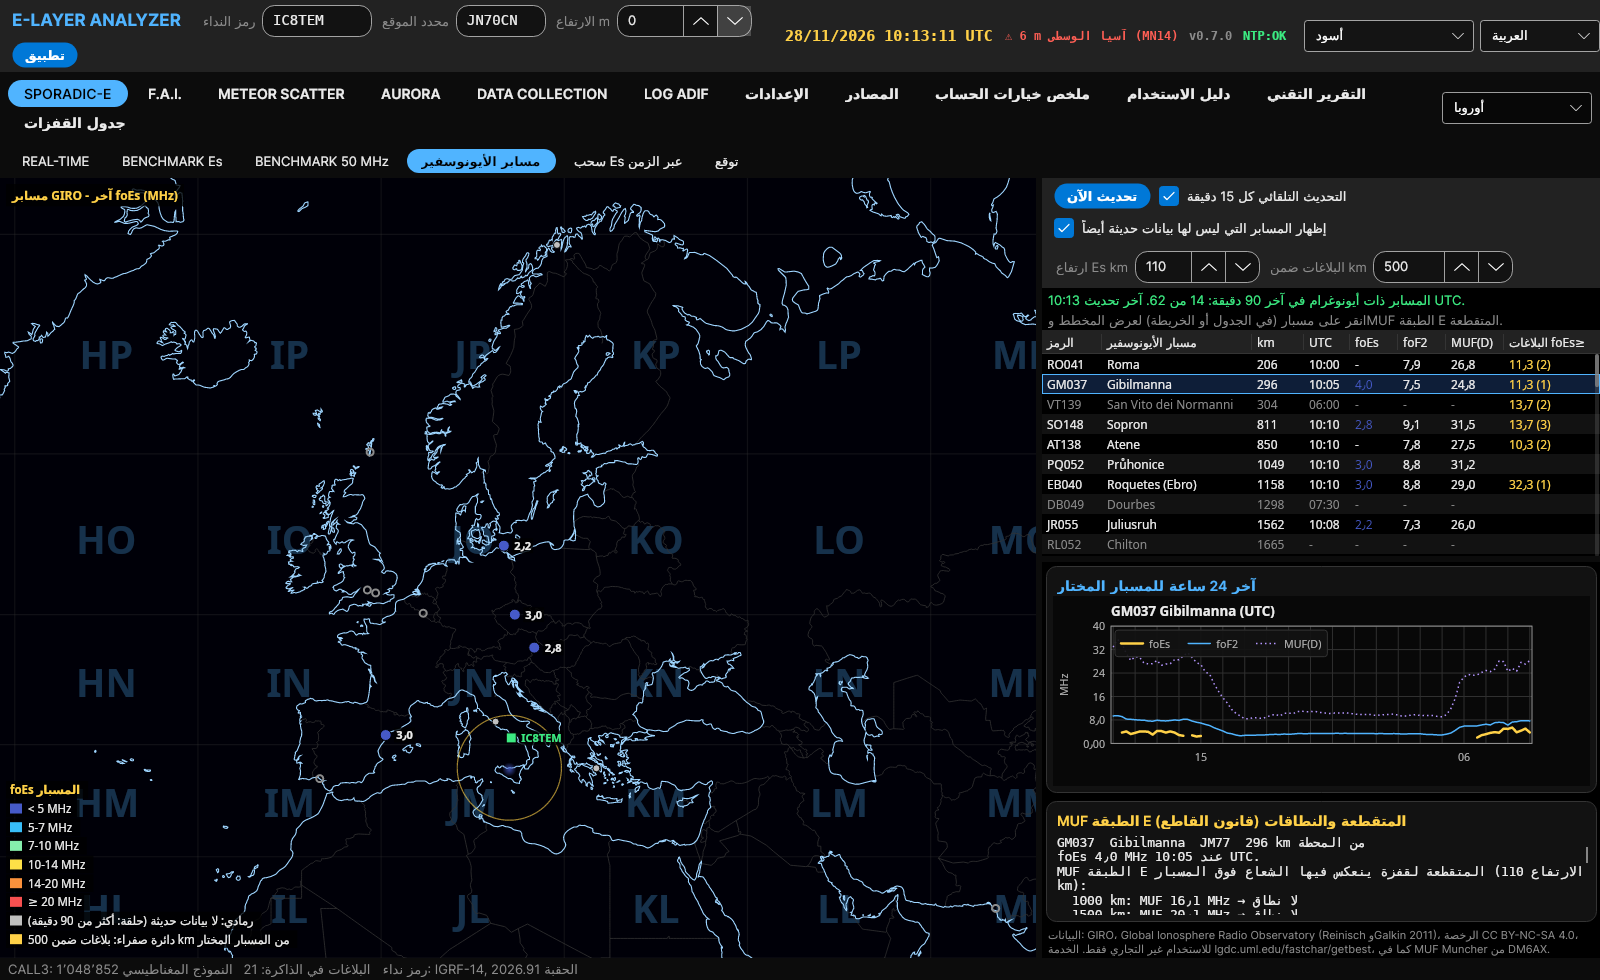 E-LAYER ANALYZER رمز النداء IC8TEM محدد الموقع JN70CN الارتفاع m 0
28/11/2026 10:13:11 UTC ⚠ 6 m آسيا الوسطى (MN14) v0.7.0 NTP:OK أسود العربية
تطبيق
SPORADIC-E F.A.I. METEOR SCATTER AURORA DATA COLLECTION LOG ADIF الإعدادات المصادر ملخص خيارات الحساب دليل الاستخدام التقرير التقني
جدول القفزات
أوروبا
REAL-TIME BENCHMARK Es BENCHMARK 50 MHz مسابر الأيونوسفير سحب Es عبر الزمن توقع
مسابر GIRO - آخر foEs (MHz)
HP IP JP KP LP
HO IO KO LO MO
2٫2
3٫0
2٫8
HN IN JN KN LN MN
3٫0
IC8TEM
HM IM JM KM LM
HL IL JL KL
المسبار foEs
< 5 MHz
5-7 MHz
7-10 MHz
10-14 MHz
14-20 MHz
≥ 20 MHz
رمادي: لا بيانات حديثة (حلقة: أكثر من 90 دقيقة)
من المسبار المختار km دائرة صفراء: بلاغات ضمن 500
تحديث الآن التحديث التلقائي كل 15 دقيقة
إظهار المسابر التي ليس لها بيانات حديثة أيضاً
ارتفاع Es km 110 البلاغات ضمن km 500
المسابر ذات أيونوغرام في آخر 90 دقيقة: 14 من 62. آخر تحديث 10:13 UTC.
انقر على مسبار (في الجدول أو الخريطة) لعرض المخطط و MUF الطبقة E المتقطعة.
الرمز مسبار الأيونوسفير km UTC foEs foF2 MUF(D) البلاغات foEs≥
RO041 Roma 206 10:00 - 7٫9 26٫8 11٫3 (2)
GM037 Gibilmanna 296 10:05 4٫0 7٫5 24٫8 11٫3 (1)
VT139 San Vito dei Normanni 304 06:00 - - - 13٫7 (2)
SO148 Sopron 811 10:10 2٫8 9٫1 31٫5 13٫7 (3)
AT138 Atene 850 10:10 - 7٫8 27٫5 10٫3 (2)
PQ052 Průhonice 1049 10:10 3٫0 8٫8 31٫2
EB040 Roquetes (Ebro) 1158 10:10 3٫0 8٫8 29٫0 32٫3 (1)
DB049 Dourbes 1298 07:30 - - -
JR055 Juliusruh 1562 10:08 2٫2 7٫3 26٫0
RL052 Chilton 1665 - - - -
آخر 24 ساعة للمسبار المختار
GM037 Gibilmanna (UTC)
foEs foF2 MUF(D)
MHz
40
32
24
16
8٫0
0٫00
15 06
MUF الطبقة E المتقطعة والنطاقات (قانون القاطع)
GM037 Gibilmanna JM77 296 km من المحطة
foEs 4٫0 MHz 10:05 عند UTC.
MUF الطبقة E المتقطعة لقفزة ينعكس فيها الشعاع فوق المسبار (الارتفاع 110
km):
1000 km: MUF 16٫1 MHz → لا نطاق
1500 km: MUF 20٫1 MHz → لا نطاق
البيانات: GIRO، Global Ionosphere Radio Observatory (Reinisch و Galkin 2011)، الرخصة CC BY-NC-SA 4.0،
للاستخدام غير التجاري فقط. الخدمة lgdc.uml.edu/fastchar/getbest، كما في MUF Muncher من DM6AX.
CALL3: 1٬048٬852 رمز نداء البلاغات في الذاكرة: 21 النموذج المغناطيسي: IGRF-14, 2026.91 الحقبة